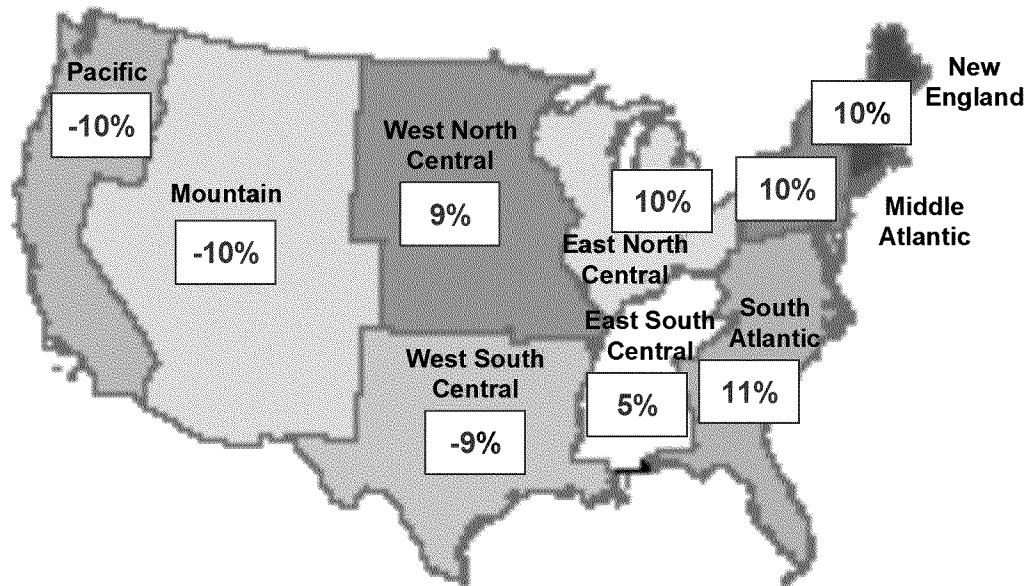 New
England
10%
Pacific
-10%
West North
Central
9%
10%
10%
Mountain
-10%
Middle
Atlantic
East North
Central
East South
Central
5%
South
Atlantic
11%
West South
Central
-9%